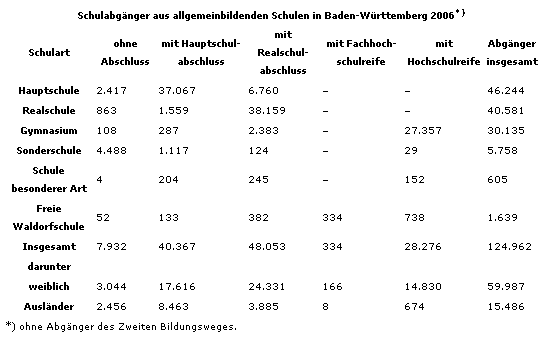 Schulabgänger aus allgemeinbildenden Schulen in Baden-Württemberg 2006*)
Schulart ohne Abschluss mit Hauptschul-abschluss mit Realschul-abschluss mit Fachhoch-schulreife mit Hochschulreife Abgänger insgesamt
Hauptschule 2.417 37.067 6.760 – – 46.244
Realschule 863 1.559 38.159 – – 40.581
Gymnasium 108 287 2.383 – 27.357 30.135
Sonderschule 4.488 1.117 124 – 29 5.758
Schule besonderer Art 4 204 245 – 152 605
Freie Waldorfschule 52 133 382 334 738 1.639
Insgesamt 7.932 40.367 48.053 334 28.276 124.962
darunter
weiblich 3.044 17.616 24.331 166 14.830 59.987
Ausländer 2.456 8.463 3.885 8 674 15.486
*) ohne Abgänger des Zweiten Bildungsweges.